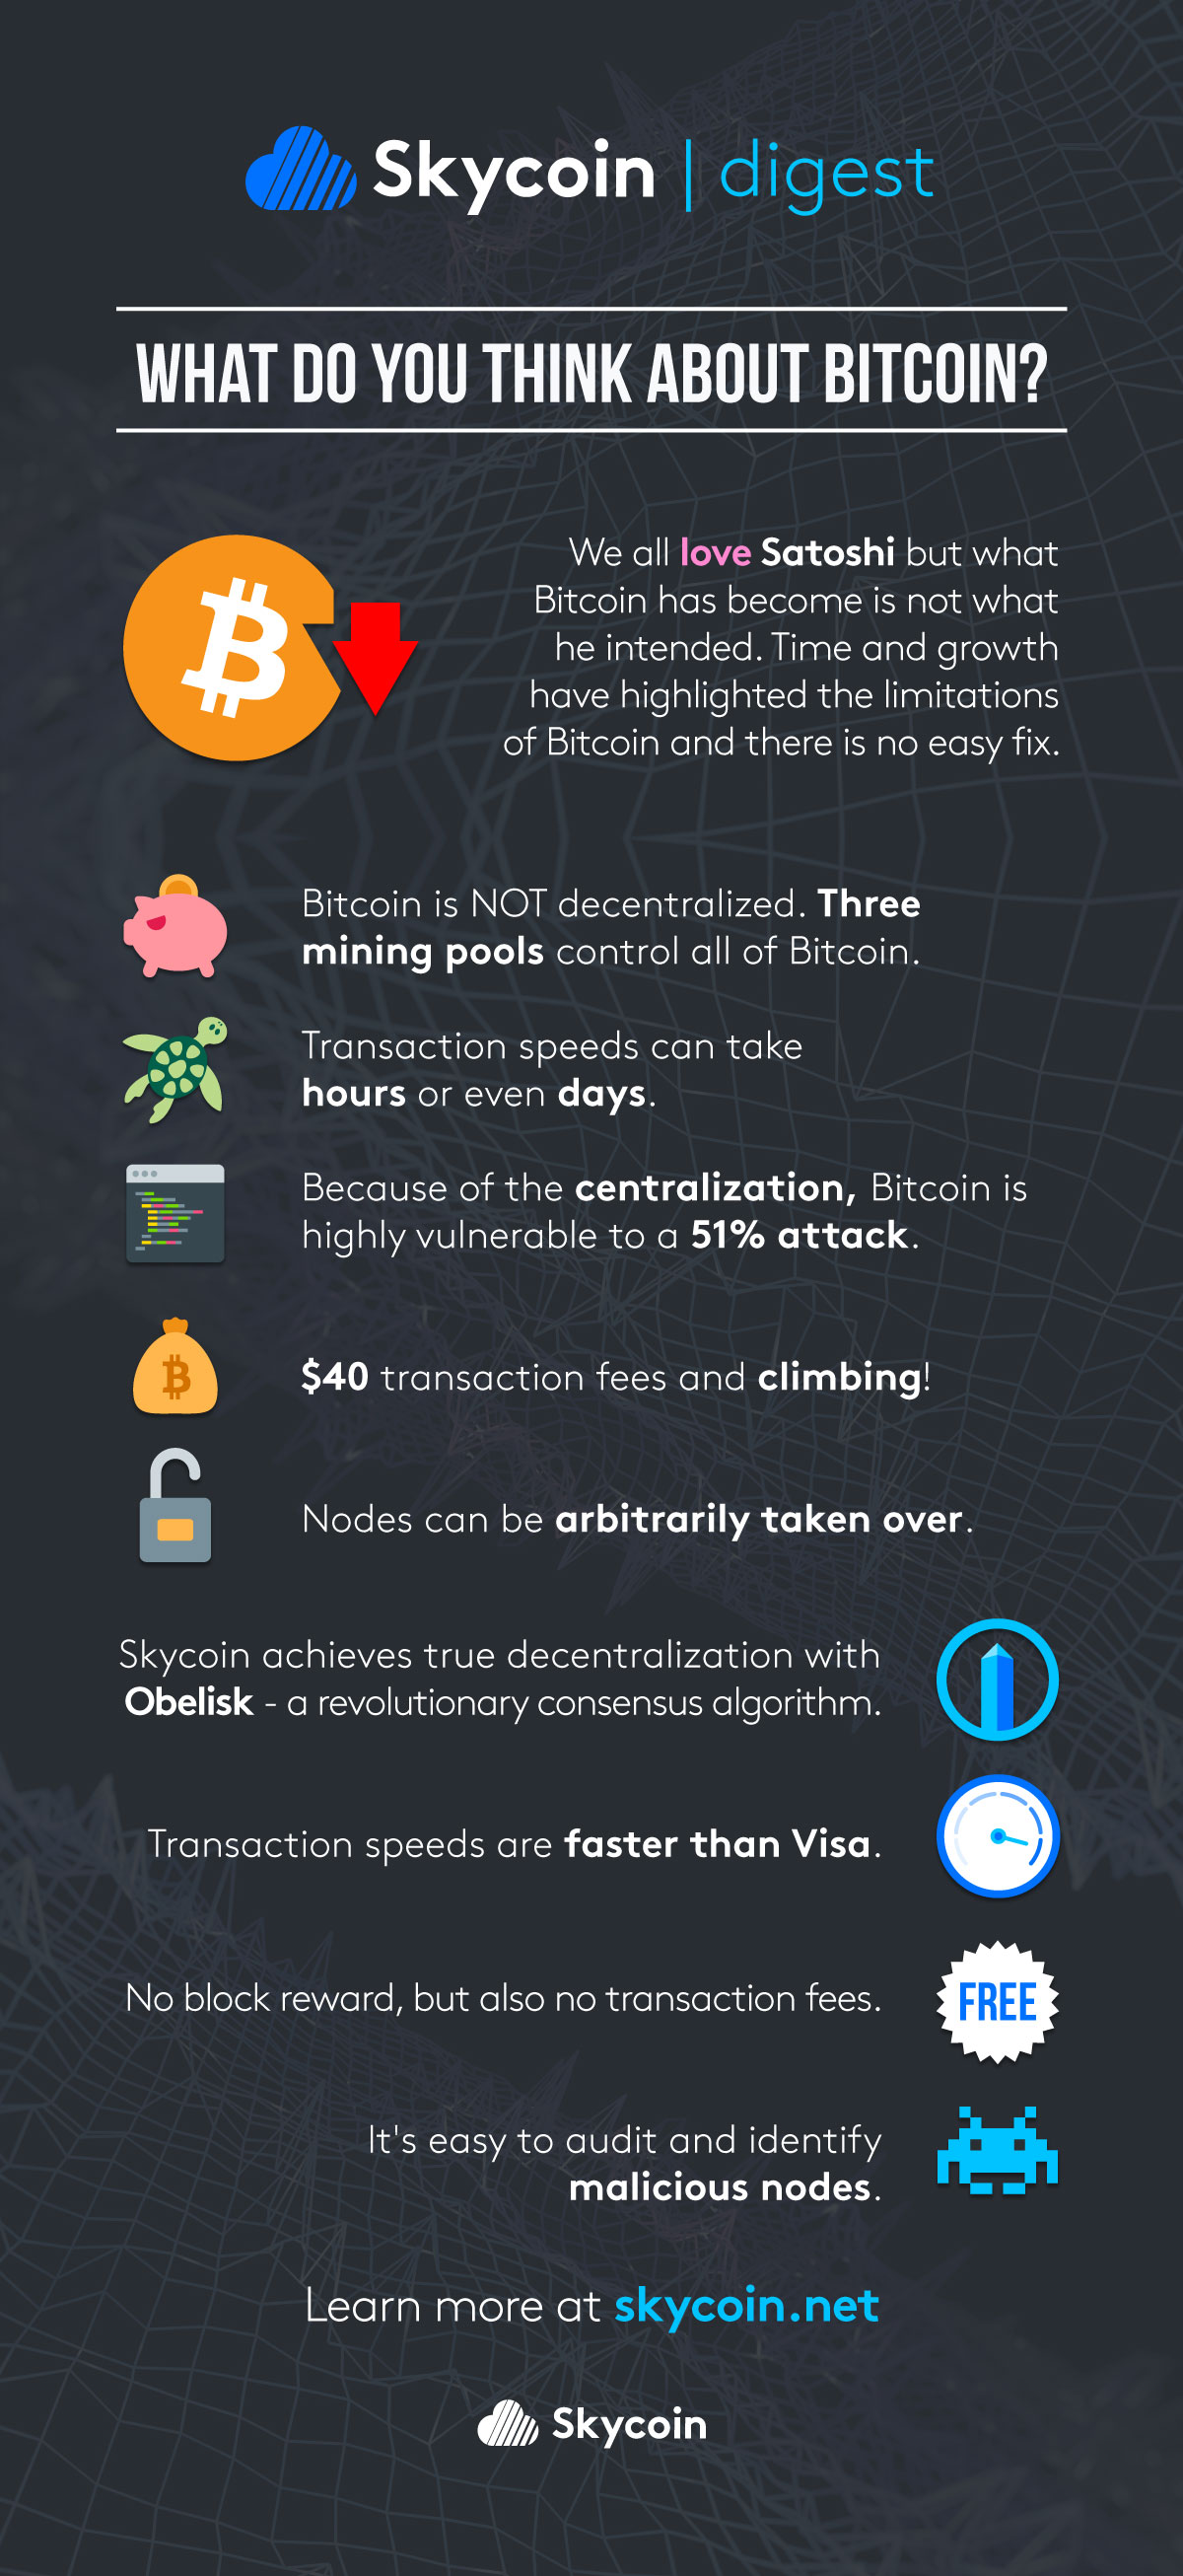 Skycoin | digest
WHAT DO YOU THINK ABOUT BITCOIN?
We all love Satoshi but what
Bitcoin has become is not what
he intended. Time and growth
have highlighted the limitations
of Bitcoin and there is no easy fix.
Bitcoin is NOT decentralized. Three
mining pools control all of Bitcoin.
Transaction speeds can take
hours or even days.
Because of the centralization, Bitcoin is
highly vulnerable to a 51% attack.
$40 transaction fees and climbing!
Nodes can be arbitrarily taken over.
Skycoin achieves true decentralization with
Obelisk - a revolutionary consensus algorithm.
Transaction speeds are faster than Visa.
No block reward, but also no transaction fees.
FREE
It's easy to audit and identify
malicious nodes.
Learn more at skycoin.net
Skycoin